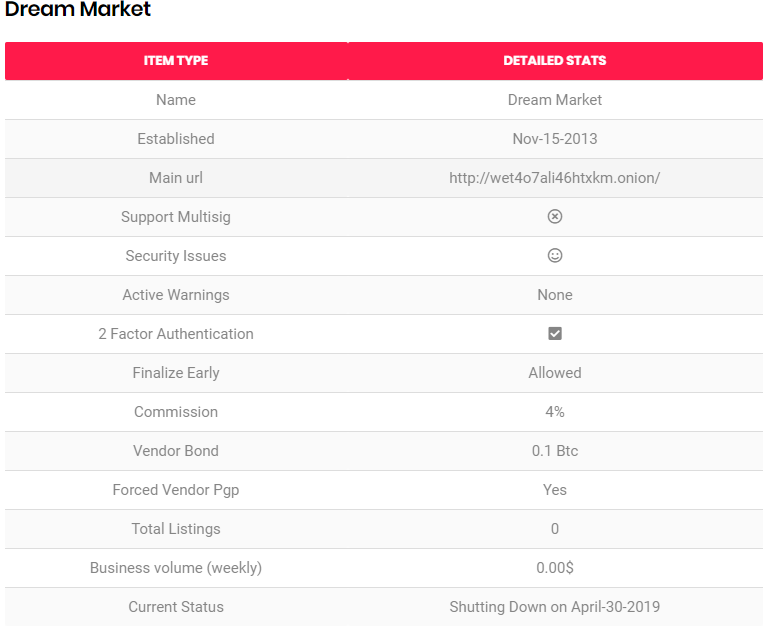 Dream Market
ITEM TYPE DETAILED STATS
Name Dream Market
Established Nov-15-2013
Main url http://wet4o7ali46htxkm.onion/
Support Multisig
Security Issues
Active Warnings None
2 Factor Authentication
Finalize Early Allowed
Commission 4%
Vendor Bond 0.1 Btc
Forced Vendor Pgp Yes
Total Listings 0
Business volume (weekly) 0.00$
Current Status Shutting Down on April-30-2019